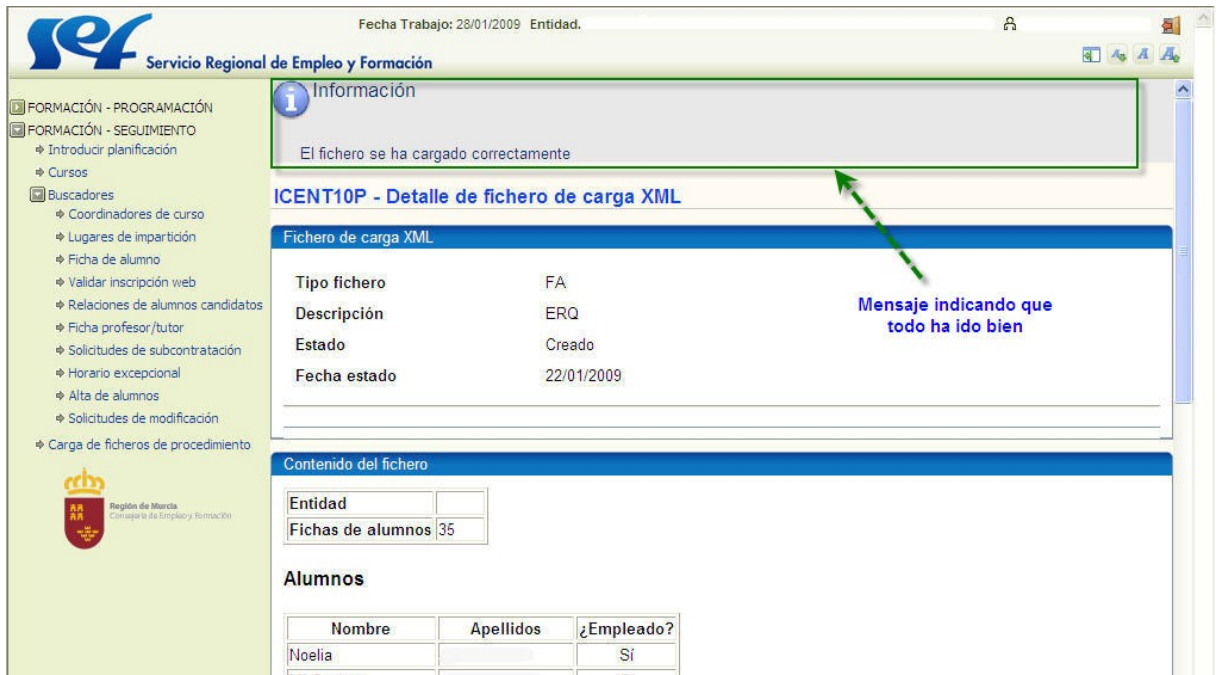 sef
Servicio Regional de Empleo y Formación
Fecha Trabajo: 28/01/2009 Entidad.
FORMACIÓN - PROGRAMACIÓN
FORMACIÓN - SEGUIMIENTO
Introducir planificación
Cursos
Buscadores
Coordinadores de curso
Lugares de impartición
Ficha de alumno
Validar inscripción web
Relaciones de alumnos candidatos
Ficha profesor/tutor
Solicitudes de subcontratación
Horario excepcional
Alta de alumnos
Solicitudes de modificación
Carga de ficheros de procedimiento
Región de Murcia
Consejería de Empleo y Formación
Información
El fichero se ha cargado correctamente
ICENT10P - Detalle de fichero de carga XML
Fichero de carga XML
Tipo fichero FA
Descripción ERQ
Estado Creado
Fecha estado 22/01/2009
Mensaje indicando que
todo ha ido bien
Contenido del fichero
Entidad
Fichas de alumnos 35
Alumnos
Nombre Apellidos ¿Empleado?
Noelia Sí